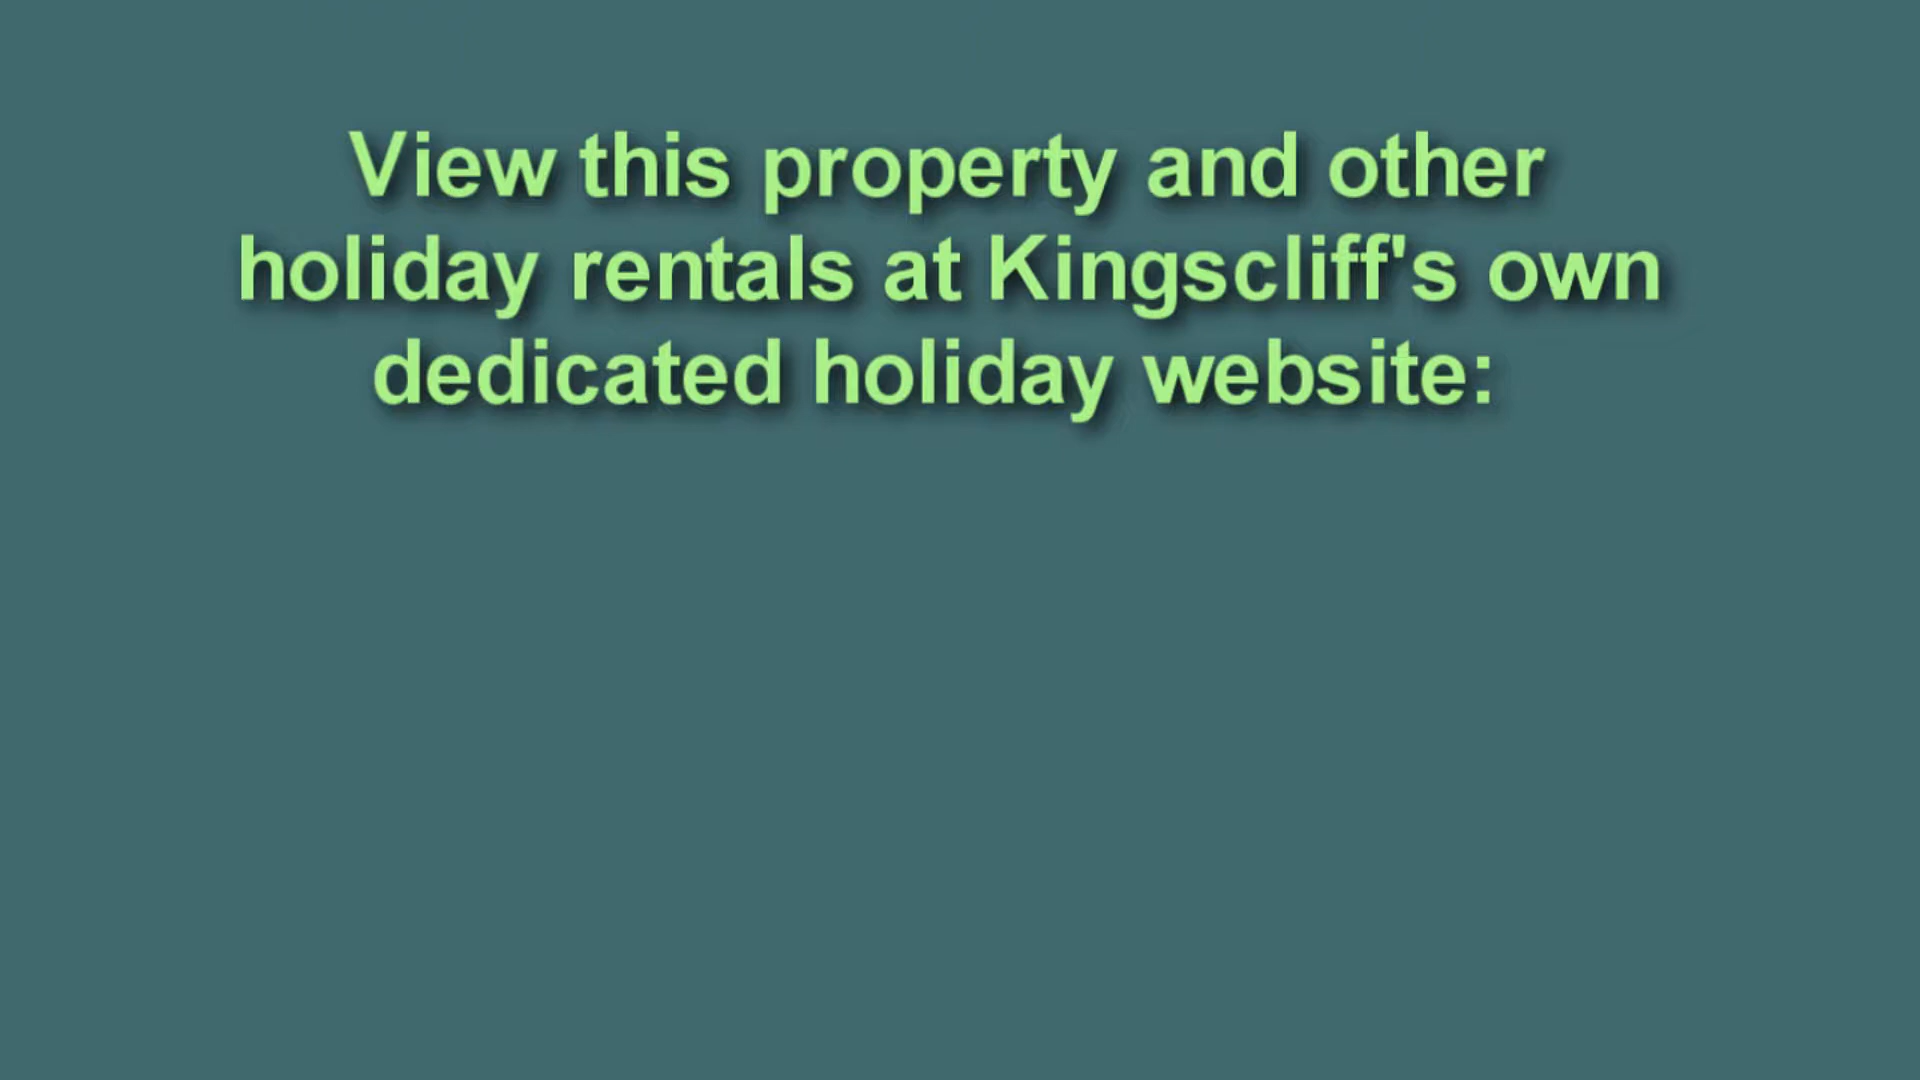 View this property and other
holiday rentals at Kingscliff's own
dedicated holiday website: